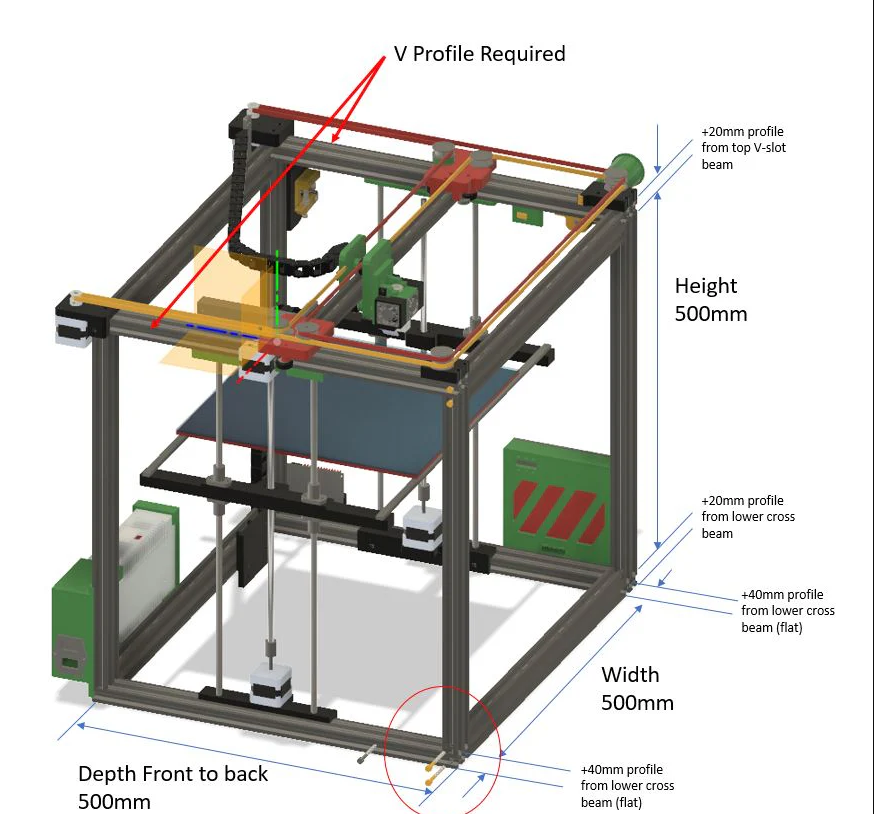 V Profile Required
+20mm profile
from top V-slot
beam
Height
500mm
+20mm profile
from lower cross
beam
+40mm profile
from lower cross
beam (flat)
Width
500mm
+40mm profile
from lower cross
beam (flat)
Depth Front to back
500mm